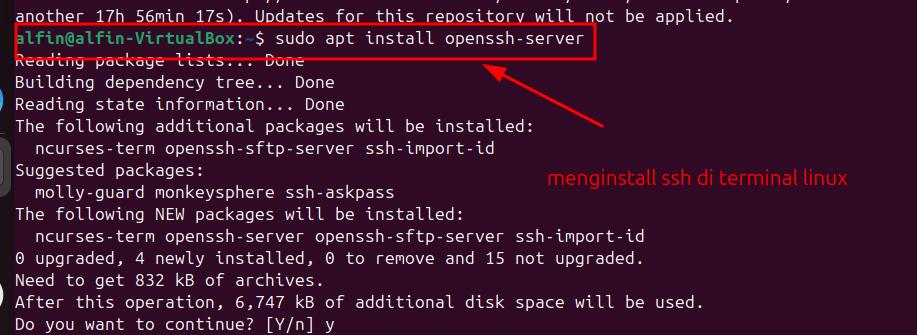 another 17h 56min 17s). Updates for this repository will not be applied.
alfin@alfin-VirtualBox:~$ sudo apt install openssh-server
Reading package lists... Done
Building dependency tree... Done
Reading state information... Done
The following additional packages will be installed:
  ncurses-term openssh-sftp-server ssh-import-id
Suggested packages:
  molly-guard monkeysphere ssh-askpass
menginstall ssh di terminal linux
The following NEW packages will be installed:
  ncurses-term openssh-server openssh-sftp-server ssh-import-id
0 upgraded, 4 newly installed, 0 to remove and 15 not upgraded.
Need to get 832 kB of archives.
After this operation, 6,747 kB of additional disk space will be used.
Do you want to continue? [Y/n] y